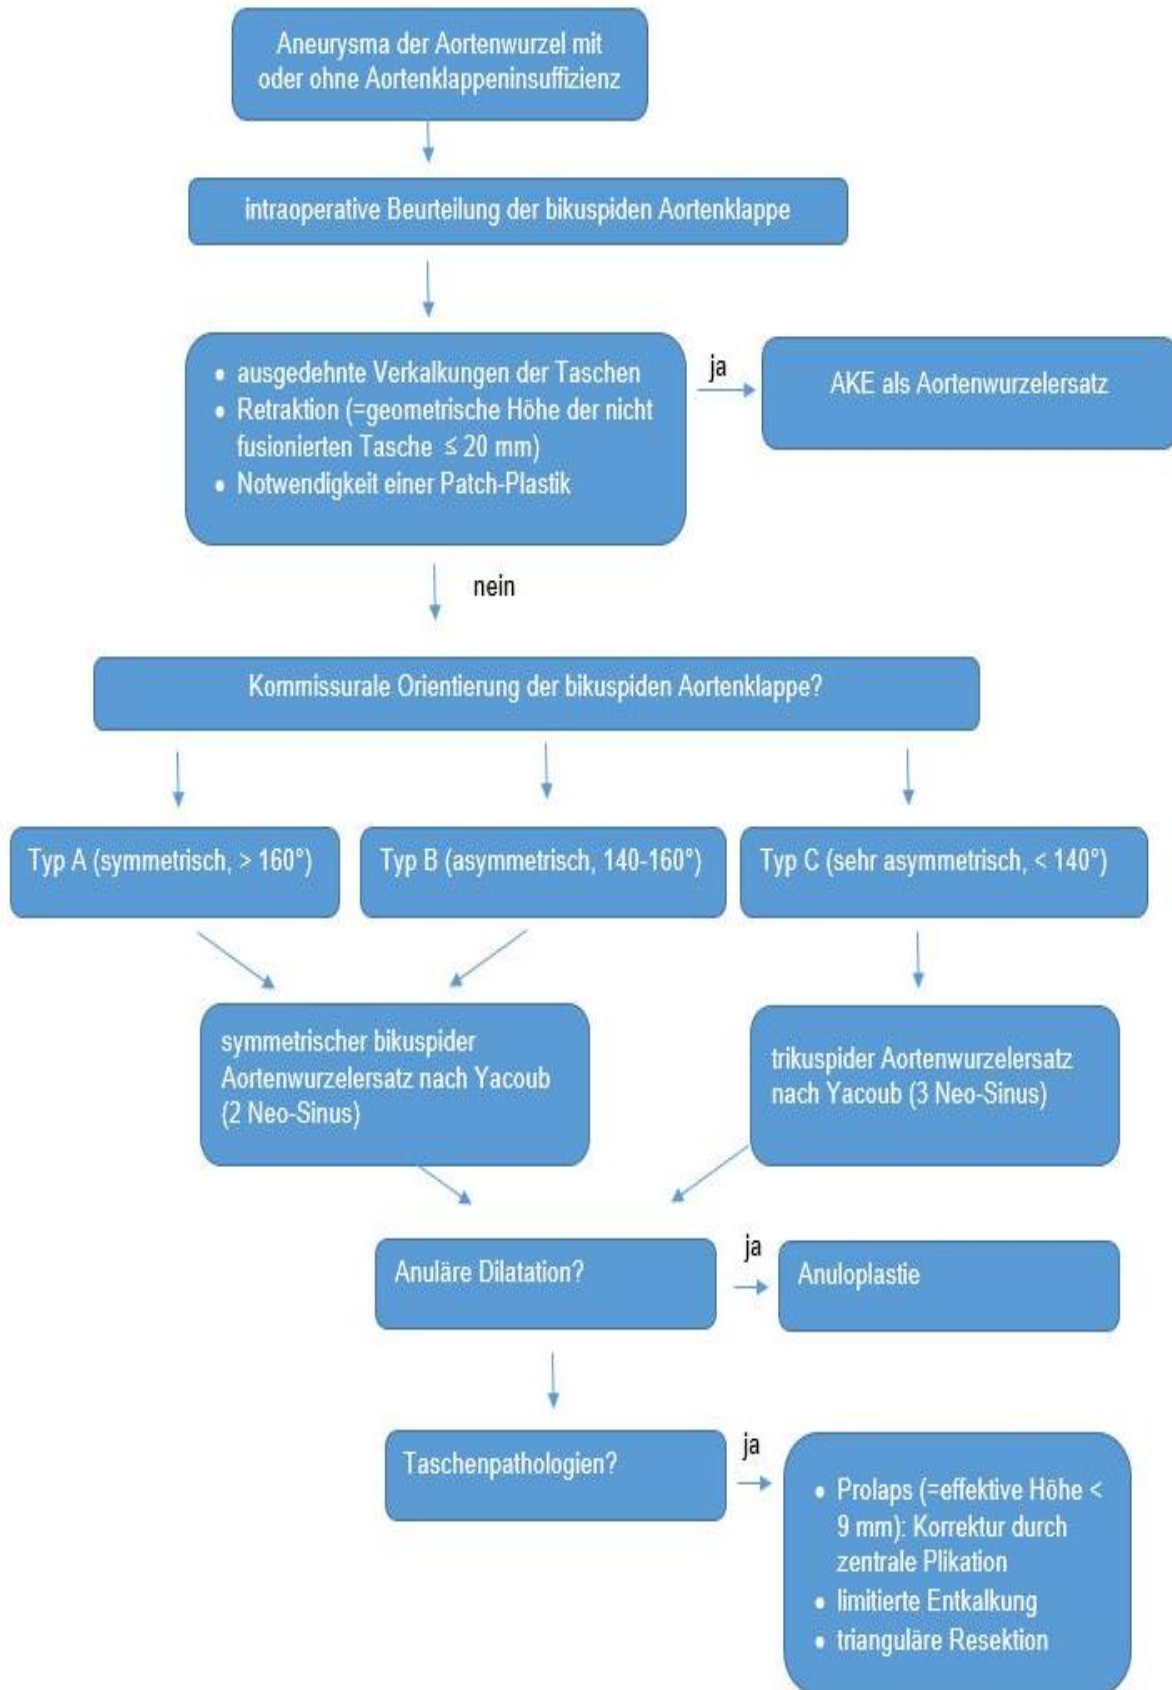 Aneurysma der Aortenwurzel mit
oder ohne Aortenklappeninsuffizienz
intraoperative Beurteilung der bikuspiden Aortenklappe
• ausgedehnte Verkalkungen der Taschen
• Retraktion (=geometrische Höhe der nicht
fusionierten Tasche ≤ 20 mm)
• Notwendigkeit einer Patch-Plastik
ja
AKE als Aortenwurzelersatz
nein
Kommissurale Orientierung der bikuspiden Aortenklappe?
Typ A (symmetrisch, > 160°)
Typ B (asymmetrisch, 140-160°)
Typ C (sehr asymmetrisch, < 140°)
symmetrischer bikuspider
Aortenwurzelersatz nach Yacoub
(2 Neo-Sinus)
trikuspider Aortenwurzelersatz
nach Yacoub (3 Neo-Sinus)
Anuläre Dilatation?
ja
Anuloplastie
Taschenpathologien?
ja
• Prolaps (=effektive Höhe <
9 mm): Korrektur durch
zentrale Plikation
• limitierte Entkalkung
• trianguläre Resektion